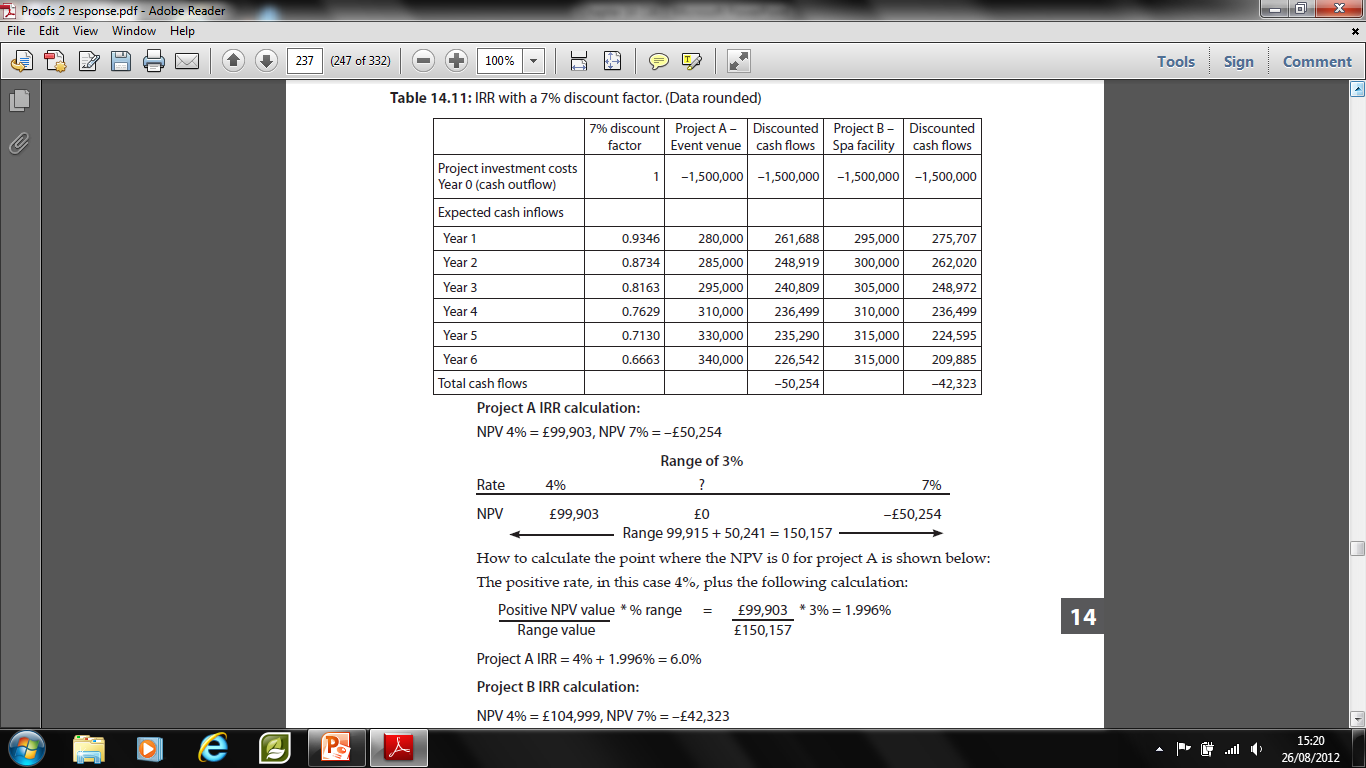 Proofs 2 response.pdf - Adobe Reader
File Edit View Window Help
237 (247 of 332) 100% Tools Sign Comment
Table 14.11: IRR with a 7% discount factor. (Data rounded)
7% discount factor Project A – Event venue Discounted cash flows Project B – Spa facility Discounted cash flows
Project investment costs
Year 0 (cash outflow) 1 –1,500,000 –1,500,000 –1,500,000 –1,500,000
Expected cash inflows
Year 1 0.9346 280,000 261,688 295,000 275,707
Year 2 0.8734 285,000 248,919 300,000 262,020
Year 3 0.8163 295,000 240,809 305,000 248,972
Year 4 0.7629 310,000 236,499 310,000 236,499
Year 5 0.7130 330,000 235,290 315,000 224,595
Year 6 0.6663 340,000 226,542 315,000 209,885
Total cash flows –50,254 –42,323
Project A IRR calculation:
NPV 4% = £99,903, NPV 7% = –£50,254
Range of 3%
Rate 4% ? 7%
NPV £99,903 £0 –£50,254
Range 99,915 + 50,241 = 150,157
How to calculate the point where the NPV is 0 for project A is shown below:
The positive rate, in this case 4%, plus the following calculation:
Positive NPV value * % range = £99,903 * 3% = 1.996%
Range value £150,157
14
Project A IRR = 4% + 1.996% = 6.0%
Project B IRR calculation:
NPV 4% = £104,999, NPV 7% = –£42,323
15:20
26/08/2012